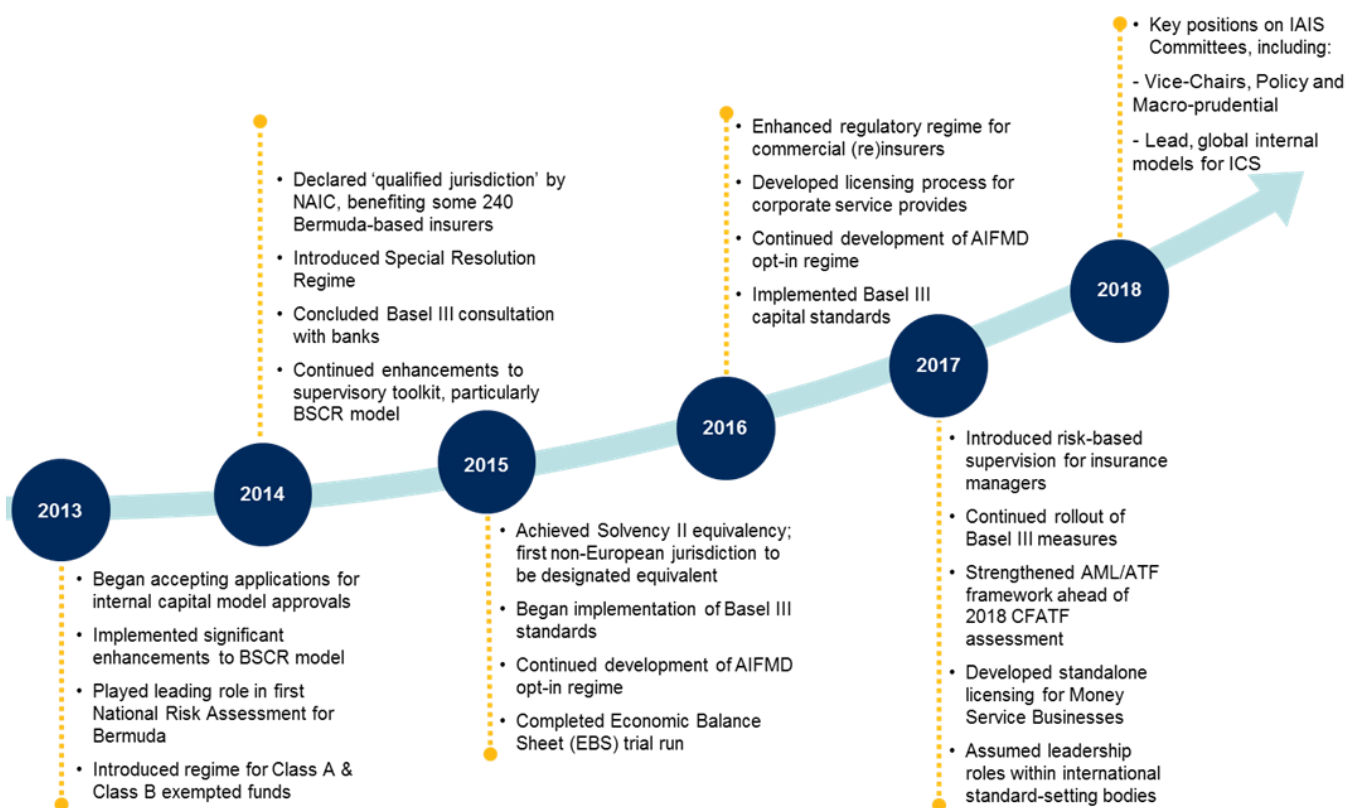 2013
• Began accepting applications for
internal capital model approvals
• Implemented significant
enhancements to BSCR model
• Played leading role in first
National Risk Assessment for
Bermuda
• Introduced regime for Class A &
Class B exempted funds
• Declared ‘qualified jurisdiction’ by
NAIC, benefiting some 240
Bermuda-based insurers
• Introduced Special Resolution
Regime
• Concluded Basel III consultation
with banks
• Continued enhancements to
supervisory toolkit, particularly
BSCR model
2014
2015
• Achieved Solvency II equivalency;
first non-European jurisdiction to
be designated equivalent
• Began implementation of Basel III
standards
• Continued development of AIFMD
opt-in regime
• Completed Economic Balance
Sheet (EBS) trial run
• Enhanced regulatory regime for
commercial (re)insurers
• Developed licensing process for
corporate service provides
• Continued development of AIFMD
opt-in regime
• Implemented Basel III
capital standards
2016
2017
• Introduced risk-based
supervision for insurance
managers
• Continued rollout of
Basel III measures
• Strengthened AML/ATF
framework ahead of
2018 CFATF
assessment
• Developed standalone
licensing for Money
Service Businesses
• Assumed leadership
roles within international
standard-setting bodies
• Key positions on IAIS
Committees, including:
- Vice-Chairs, Policy and
Macro-prudential
- Lead, global internal
models for ICS
2018